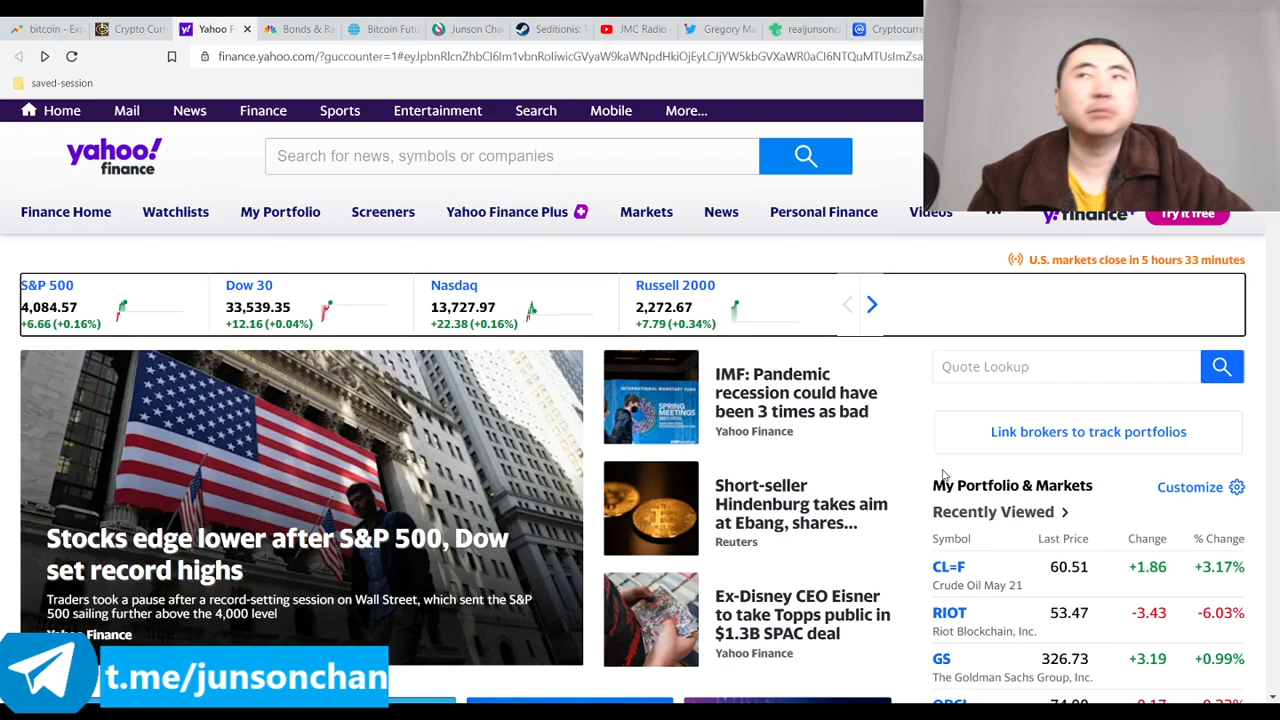 bitcoin - Exp
Crypto Cu
Yahoo F
Bonds & R
Bitcoin Futu
Junson Cha
Seditionis: T
JMC Radio
Gregory Ma
realjunsonc
Cryptocurre
finance.yahoo.com/?guccounter=1#
saved-session
Home Mail News Finance Sports Entertainment Search Mobile More...
yahoo!
finance
Search for news, symbols or companies
Finance Home Watchlists My Portfolio Screeners Yahoo Finance Plus Markets News Personal Finance Videos ...
y!finance+
Try it free
U.S. markets close in 5 hours 33 minutes
S&P 500
4,084.57
+6.66 (+0.16%)
Dow 30
33,539.35
+12.16 (+0.04%)
Nasdaq
13,727.97
+22.38 (+0.16%)
Russell 2000
2,272.67
+7.79 (+0.34%)
Stocks edge lower after S&P 500, Dow
set record highs
Traders took a pause after a record-setting session on Wall Street, which sent the S&P
500 sailing further above the 4,000 level
Yahoo Finance
INTERNATIONAL MONETARY FUND
SPRING
MEETINGS
IMF: Pandemic
recession could have
been 3 times as bad
Yahoo Finance
Short-seller
Hindenburg takes aim
at Ebang, shares...
Reuters
Ex-Disney CEO Eisner
to take Topps public in
$1.3B SPAC deal
Yahoo Finance
Quote Lookup
Link brokers to track portfolios
My Portfolio & Markets
Customize
Recently Viewed >
Symbol Last Price Change % Change
CL=F 60.51 +1.86 +3.17%
Crude Oil May 21
RIOT 53.47 -3.43 -6.03%
Riot Blockchain, Inc.
GS 326.73 +3.19 +0.99%
The Goldman Sachs Group, Inc.
t.me/junsonchan